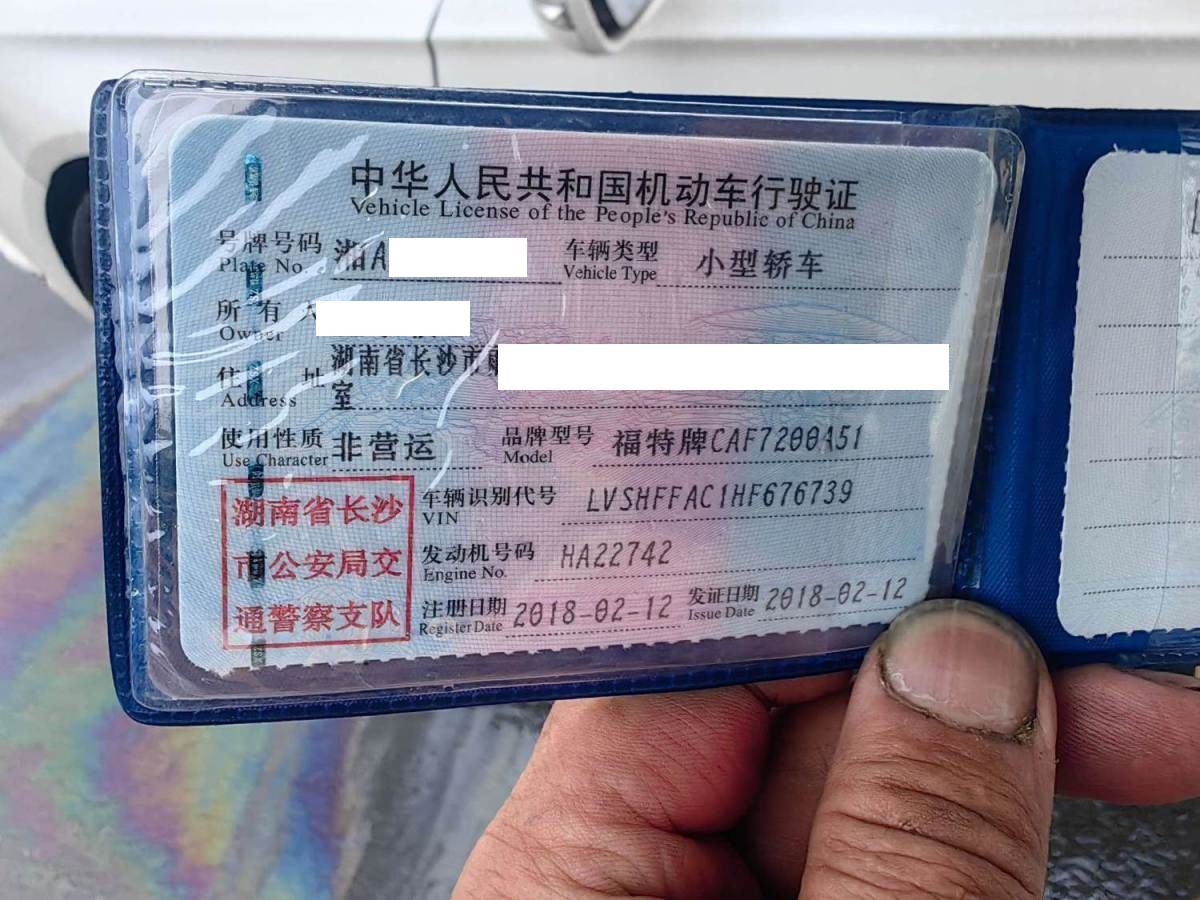 中华人民共和国机动车行驶证
Vehicle License of the People's Republic of China
号牌号码 湘A 车辆类型 小型轿车
Plate No. Vehicle Type
所有人
Owner
住址 湖南省长沙市
Address 室
使用性质 非营运 品牌型号 福特牌CAF7200A51
Use Character Model
湖南省长沙
市公安局交
通警察支队
车辆识别代号 LVSHFFAC1HF676739
VIN
发动机号码 HA22742
Engine No.
注册日期 2018-02-12 发证日期 2018-02-12
Register Date Issue Date